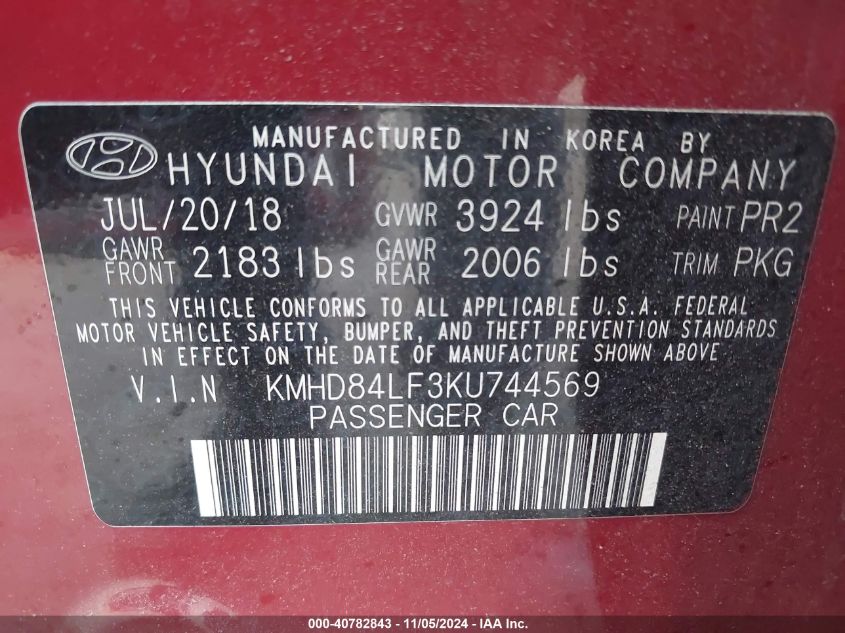 MANUFACTURED IN KOREA BY
HYUNDAI MOTOR COMPANY
JUL/20/18 GVWR 3924 lbs PAINT PR2
GAWR FRONT 2183 lbs GAWR REAR 2006 lbs TRIM PKG
THIS VEHICLE CONFORMS TO ALL APPLICABLE U.S.A. FEDERAL
MOTOR VEHICLE SAFETY, BUMPER, AND THEFT PREVENTION STANDARDS
IN EFFECT ON THE DATE OF MANUFACTURE SHOWN ABOVE
V.I.N KMHD84LF3KU744569
PASSENGER CAR
000-40782843 - 11/05/2024 - IAA Inc.